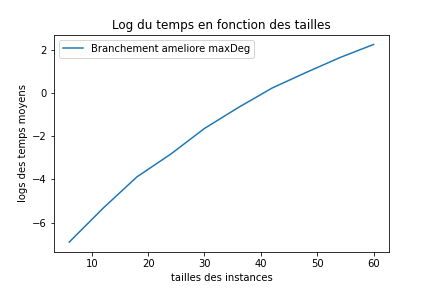 Log du temps en fonction des tailles
Branchement ameliore maxDeg
logs des temps moyens
2
0
−2
−4
−6
10 20 30 40 50 60
tailles des instances